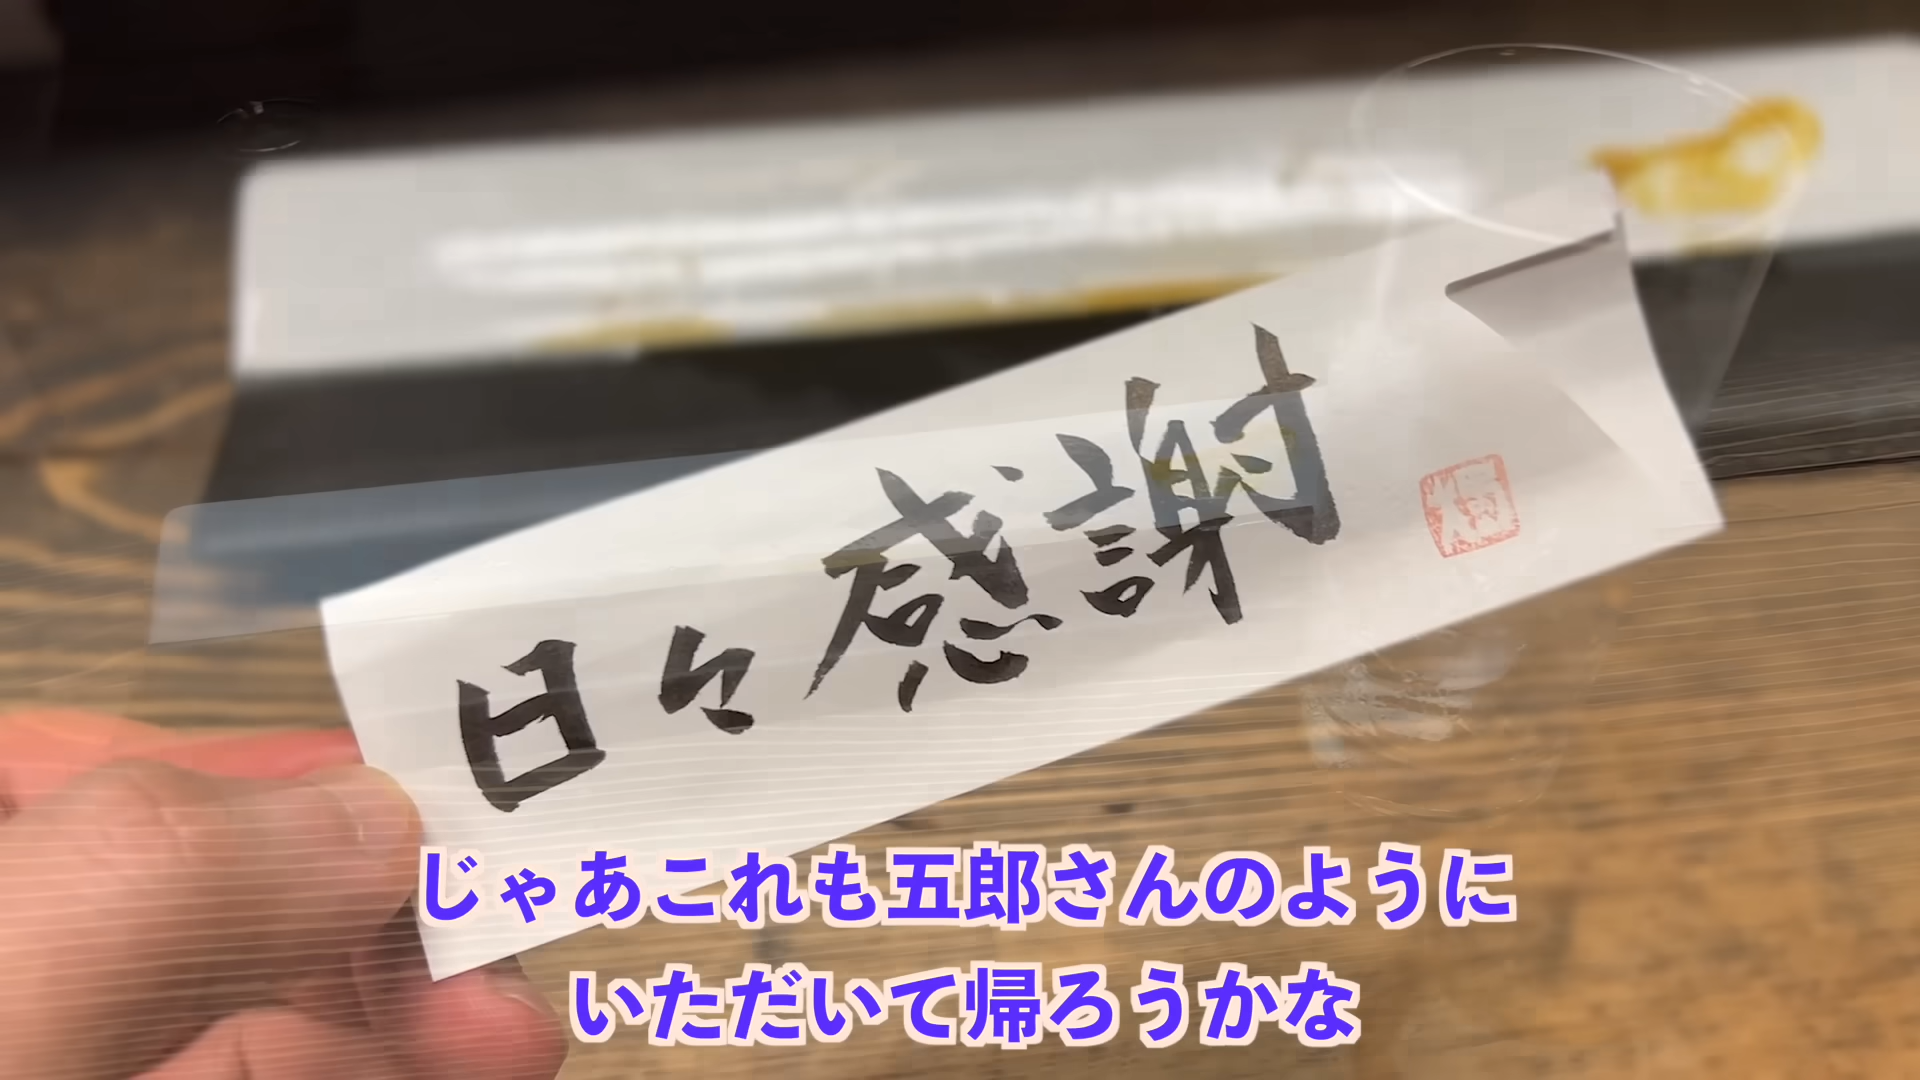 日々感謝
じゃあこれも五郎さんのように
いただいて帰ろうかな